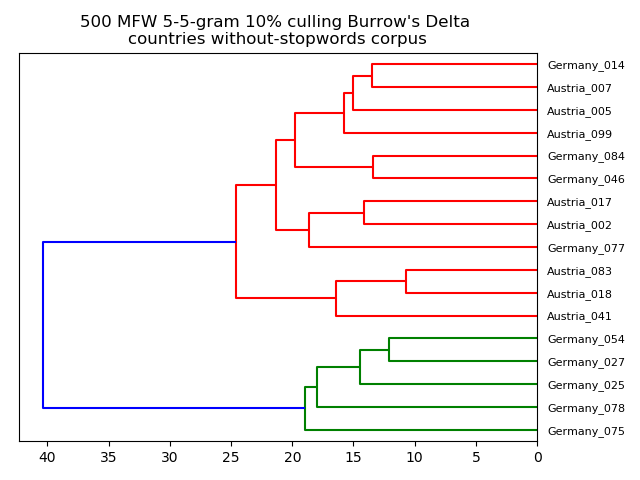 500 MFW 5-5-gram 10% culling Burrow's Delta
countries without-stopwords corpus
Germany_014
Austria_007
Austria_005
Austria_099
Germany_084
Germany_046
Austria_017
Austria_002
Germany_077
Austria_083
Austria_018
Austria_041
Germany_054
Germany_027
Germany_025
Germany_078
Germany_075
40 35 30 25 20 15 10 5 0